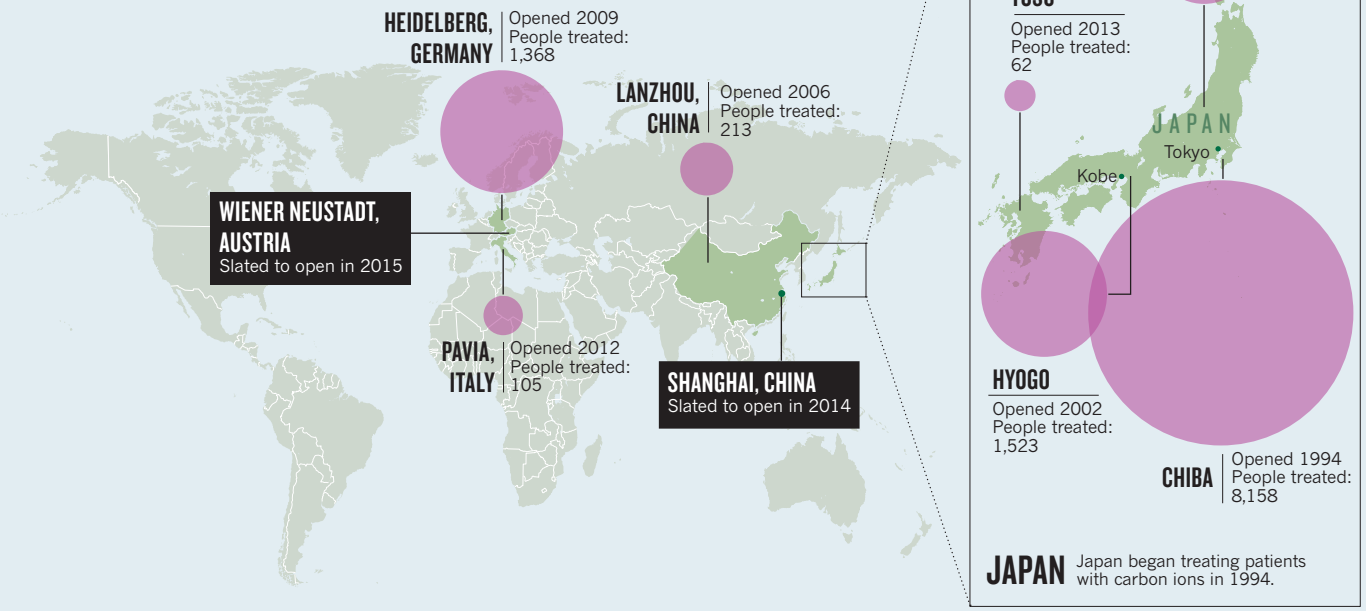 HEIDELBERG,
GERMANY
Opened 2009
People treated:
1,368
LANZHOU,
CHINA
Opened 2006
People treated:
213
WIENER NEUSTADT,
AUSTRIA
Slated to open in 2015
PAVIA,
ITALY
Opened 2012
People treated:
105
SHANGHAI, CHINA
Slated to open in 2014
Opened 2013
People treated:
62
JAPAN
Tokyo
Kobe
HYOGO
Opened 2002
People treated:
1,523
CHIBA
Opened 1994
People treated:
8,158
JAPAN
Japan began treating patients
with carbon ions in 1994.